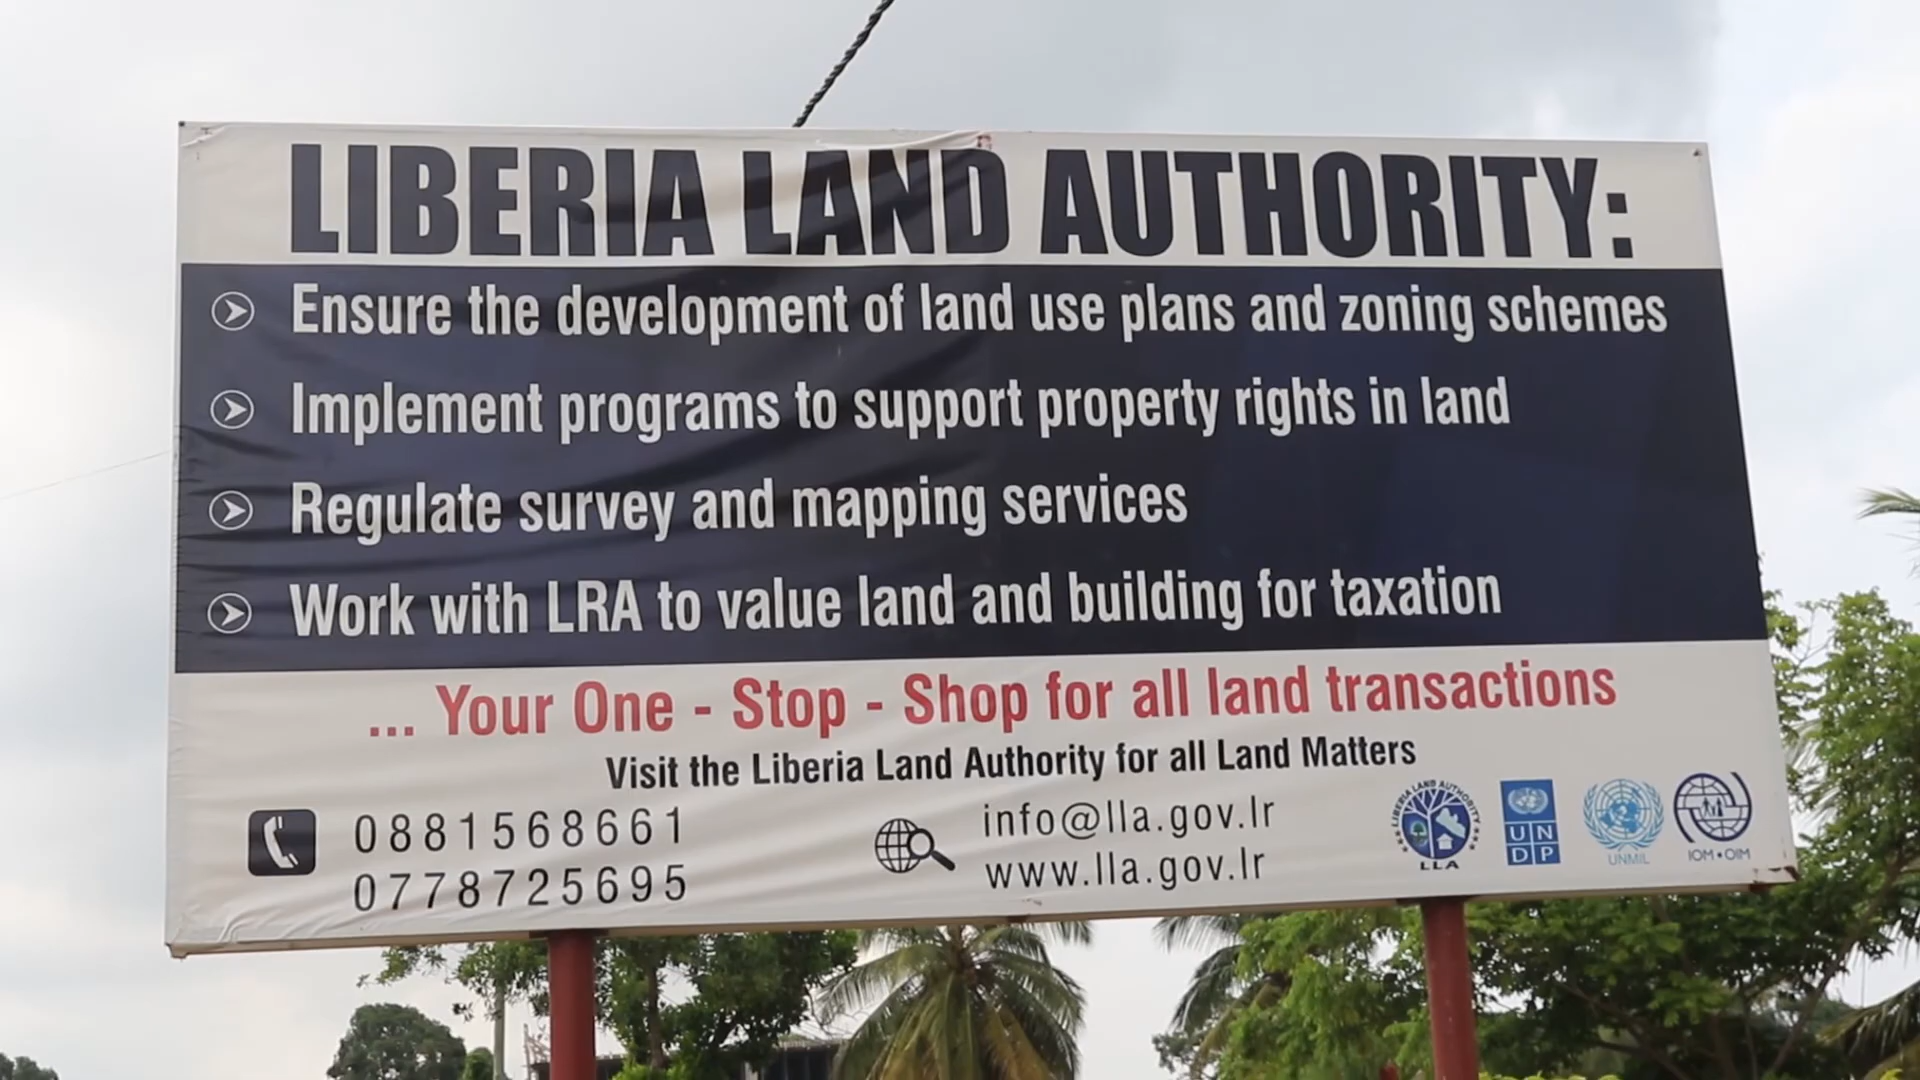 LIBERIA LAND AUTHORITY:
Ensure the development of land use plans and zoning schemes
Implement programs to support property rights in land
Regulate survey and mapping services
Work with LRA to value land and building for taxation
... Your One - Stop - Shop for all land transactions
Visit the Liberia Land Authority for all Land Matters
0881568661
0778725695
info@lla.gov.lr
www.lla.gov.lr
LIBERIA LAND AUTHORITY
LLA
UN
DP
UNMIL
IOM • OIM